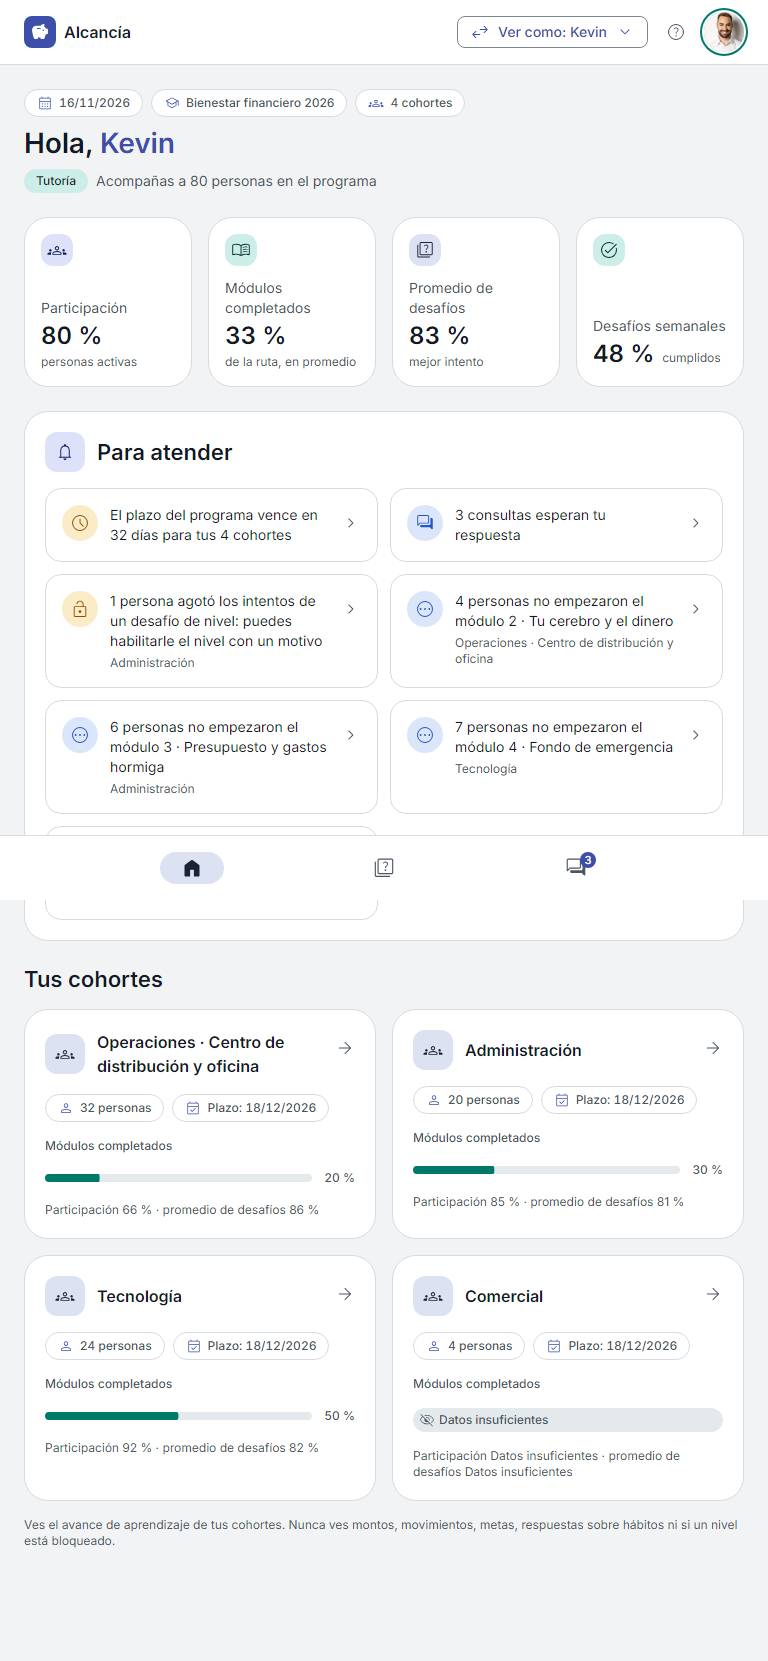 Alcancía
Ver como: Kevin
16/11/2026
Bienestar financiero 2026
4 cohortes
Hola, Kevin
Tutoría
Acompañas a 80 personas en el programa
Participación
80 %
personas activas
Módulos
completados
33 %
de la ruta, en promedio
Promedio de
desafíos
83 %
mejor intento
Desafíos semanales
48 % cumplidos
Para atender
El plazo del programa vence en
32 días para tus 4 cohortes
3 consultas esperan tu
respuesta
1 persona agotó los intentos de
un desafío de nivel: puedes
habilitarle el nivel con un motivo
Administración
4 personas no empezaron el
módulo 2 · Tu cerebro y el dinero
Operaciones · Centro de distribución y
oficina
6 personas no empezaron el
módulo 3 · Presupuesto y gastos
hormiga
Administración
7 personas no empezaron el
módulo 4 · Fondo de emergencia
Tecnología
3
Tus cohortes
Operaciones · Centro de
distribución y oficina
32 personas
Plazo: 18/12/2026
Módulos completados
20 %
Participación 66 % · promedio de desafíos 86 %
Administración
20 personas
Plazo: 18/12/2026
Módulos completados
30 %
Participación 85 % · promedio de desafíos 81 %
Tecnología
24 personas
Plazo: 18/12/2026
Módulos completados
50 %
Participación 92 % · promedio de desafíos 82 %
Comercial
4 personas
Plazo: 18/12/2026
Módulos completados
Datos insuficientes
Participación Datos insuficientes · promedio de
desafíos Datos insuficientes
Ves el avance de aprendizaje de tus cohortes. Nunca ves montos, movimientos, metas, respuestas sobre hábitos ni si un nivel
está bloqueado.